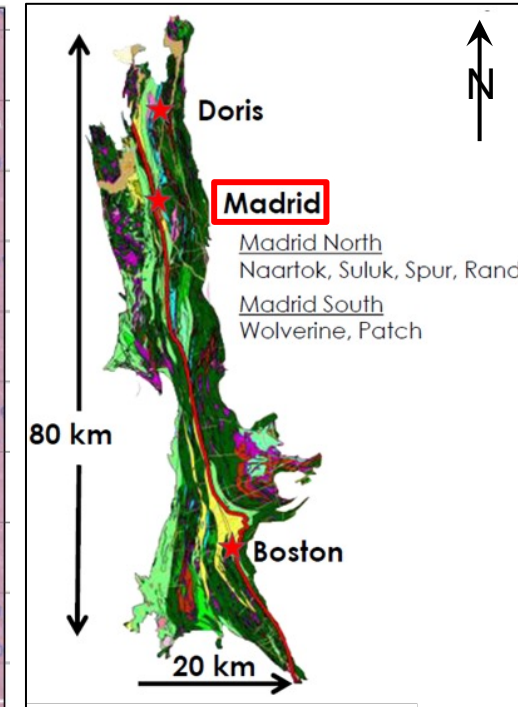 N
Doris
Madrid
Madrid North
Naartok, Suluk, Spur, Rand
Madrid South
Wolverine, Patch
80 km
Boston
20 km